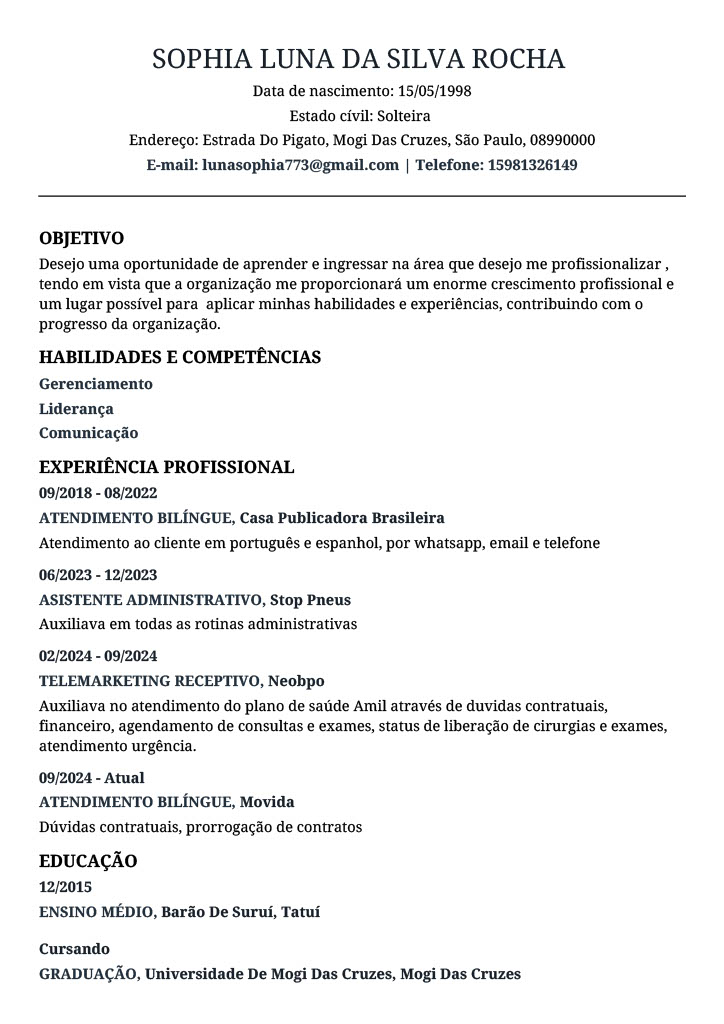 SOPHIA LUNA DA SILVA ROCHA
Data de nascimento: 15/05/1998
Estado cívil: Solteira
Endereço: Estrada Do Pigato, Mogi Das Cruzes, São Paulo, 08990000
E-mail: lunasophia773@gmail.com | Telefone: 15981326149
OBJETIVO
Desejo uma oportunidade de aprender e ingressar na área que desejo me profissionalizar ,
tendo em vista que a organização me proporcionará um enorme crescimento profissional e
um lugar possível para  aplicar minhas habilidades e experiências, contribuindo com o
progresso da organização.
HABILIDADES E COMPETÊNCIAS
Gerenciamento
Liderança
Comunicação
EXPERIÊNCIA PROFISSIONAL
09/2018 - 08/2022
ATENDIMENTO BILÍNGUE, Casa Publicadora Brasileira
Atendimento ao cliente em português e espanhol, por whatsapp, email e telefone
06/2023 - 12/2023
ASISTENTE ADMINISTRATIVO, Stop Pneus
Auxiliava em todas as rotinas administrativas
02/2024 - 09/2024
TELEMARKETING RECEPTIVO, Neobpo
Auxiliava no atendimento do plano de saúde Amil através de duvidas contratuais,
financeiro, agendamento de consultas e exames, status de liberação de cirurgias e exames,
atendimento urgência.
09/2024 - Atual
ATENDIMENTO BILÍNGUE, Movida
Dúvidas contratuais, prorrogação de contratos
EDUCAÇÃO
12/2015
ENSINO MÉDIO, Barão De Suruí, Tatuí
Cursando
GRADUAÇÃO, Universidade De Mogi Das Cruzes, Mogi Das Cruzes